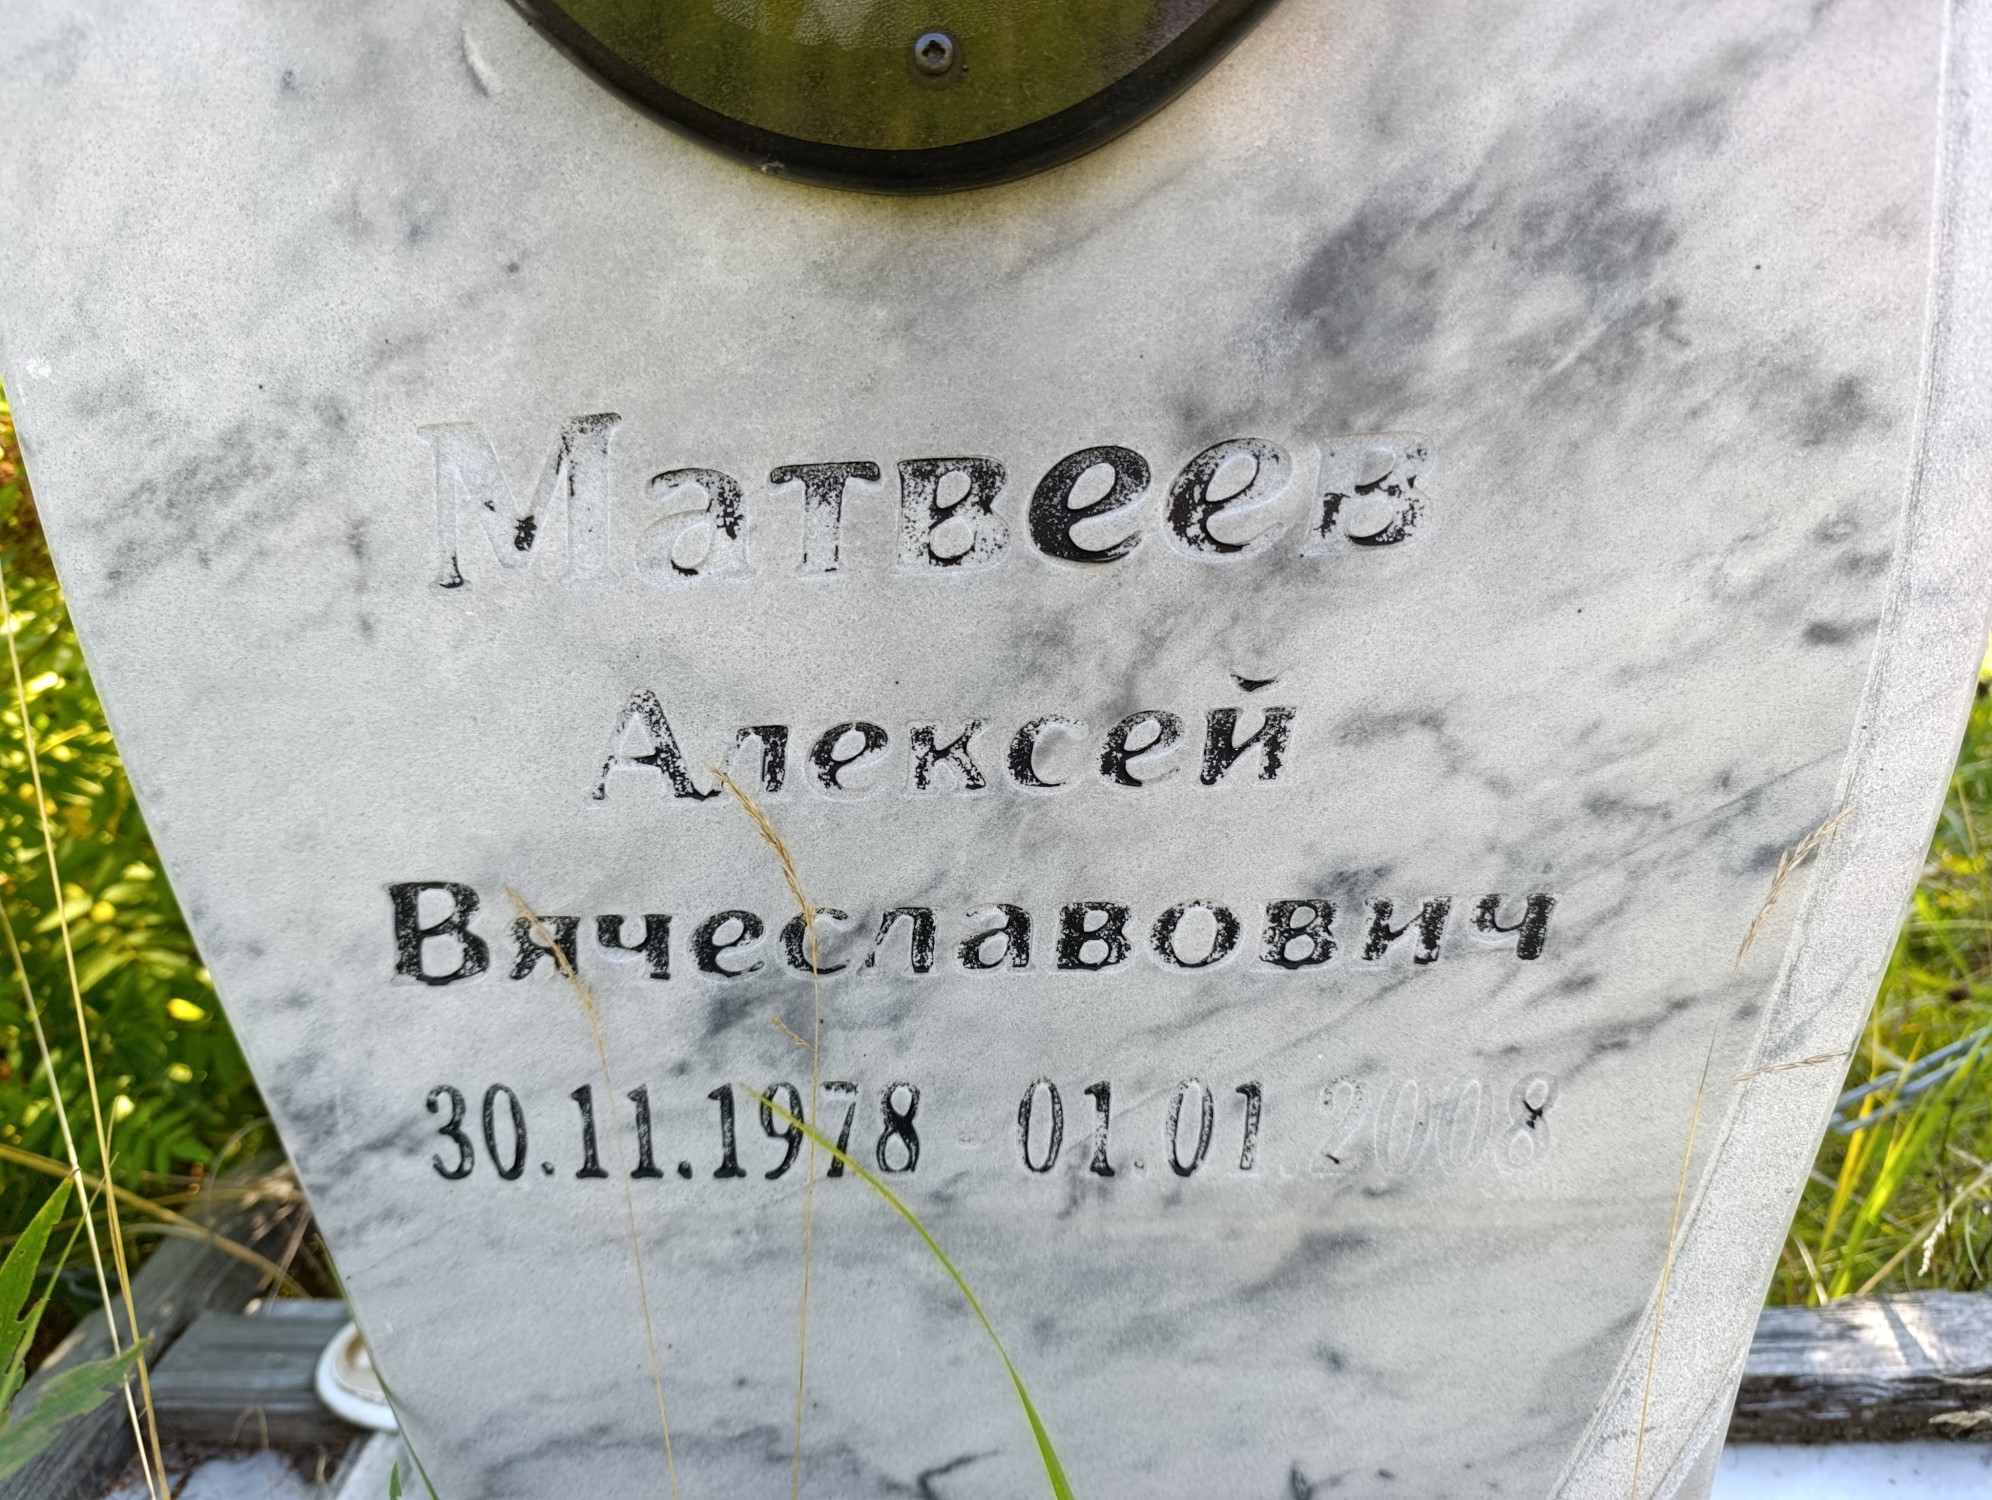 Матвеев
Алексей
Вячеславович
30.11.1978 - 01.01.2008